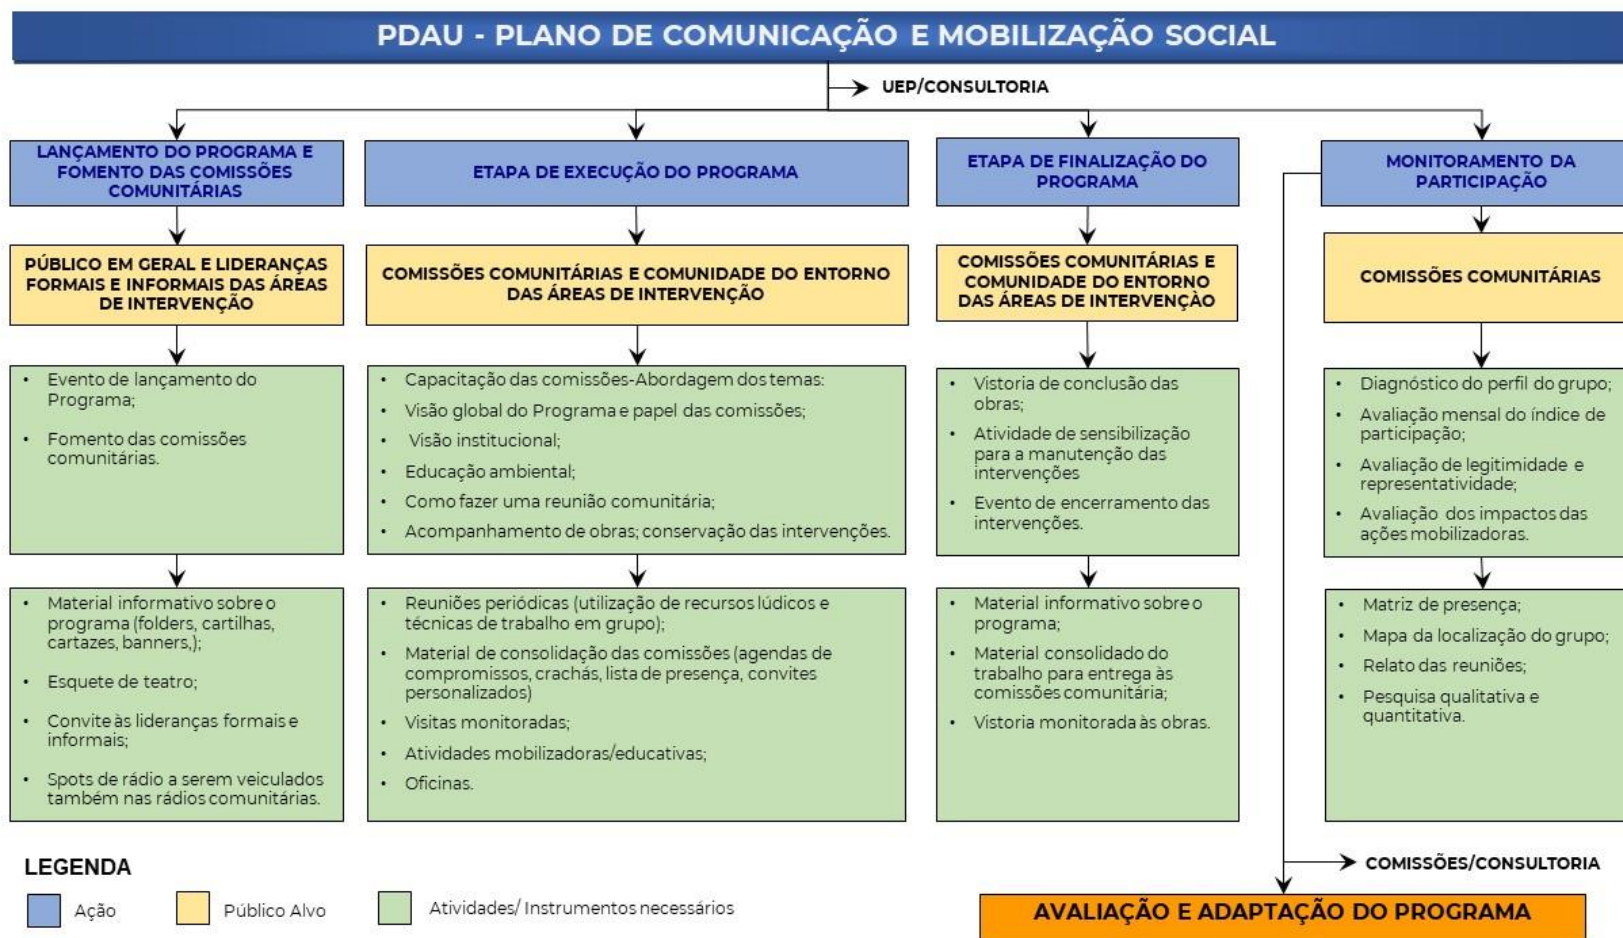 PDAU - PLANO DE COMUNICAÇÃO E MOBILIZAÇÃO SOCIAL
UEP/CONSULTORIA
LANÇAMENTO DO PROGRAMA E
FOMENTO DAS COMISSÕES
COMUNITÁRIAS
PÚBLICO EM GERAL E LIDERANÇAS
FORMAIS E INFORMAIS DAS ÁREAS
DE INTERVENÇÃO
• Evento de lançamento do
Programa;
• Fomento das comissões
comunitárias.
• Material informativo sobre o
programa (folders, cartilhas,
cartazes, banners,);
• Esquete de teatro;
• Convite às lideranças formais e
informais;
• Spots de rádio a serem veiculados
também nas rádios comunitárias.
ETAPA DE EXECUÇÃO DO PROGRAMA
COMISSÕES COMUNITÁRIAS E COMUNIDADE DO ENTORNO
DAS ÁREAS DE INTERVENÇÃO
• Capacitação das comissões-Abordagem dos temas:
• Visão global do Programa e papel das comissões;
• Visão institucional;
• Educação ambiental;
• Como fazer uma reunião comunitária;
• Acompanhamento de obras; conservação das intervenções.
• Reuniões periódicas (utilização de recursos lúdicos e
técnicas de trabalho em grupo);
• Material de consolidação das comissões (agendas de
compromissos, crachás, lista de presença, convites
personalizados)
• Visitas monitoradas;
• Atividades mobilizadoras/educativas;
• Oficinas.
ETAPA DE FINALIZAÇÃO DO
PROGRAMA
COMISSÕES COMUNITÁRIAS E
COMUNIDADE DO ENTORNO
DAS ÁREAS DE INTERVENÇÀO
• Vistoria de conclusão das
obras;
• Atividade de sensibilização
para a manutenção das
intervenções
• Evento de encerramento das
intervenções.
• Material informativo sobre o
programa;
• Material consolidado do
trabalho para entrega às
comissões comunitária;
• Vistoria monitorada às obras.
MONITORAMENTO DA
PARTICIPAÇÃO
COMISSÕES COMUNITÁRIAS
• Diagnóstico do perfil do grupo;
• Avaliação mensal do índice de
participação;
• Avaliação de legitimidade e
representatividade;
• Avaliação dos impactos das
ações mobilizadoras.
• Matriz de presença;
• Mapa da localização do grupo;
• Relato das reuniões;
• Pesquisa qualitativa e
quantitativa.
COMISSÕES/CONSULTORIA
AVALIAÇÃO E ADAPTAÇÃO DO PROGRAMA
LEGENDA
Ação
Público Alvo
Atividades/ Instrumentos necessários